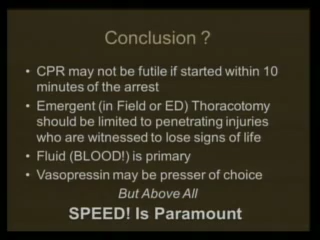 Conclusion ?
• CPR may not be futile if started within 10
minutes of the arrest
• Emergent (in Field or ED) Thoracotomy
should be limited to penetrating injuries
who are witnessed to lose signs of life
• Fluid (BLOOD!) is primary
• Vasopressin may be presser of choice
But Above All
SPEED! Is Paramount